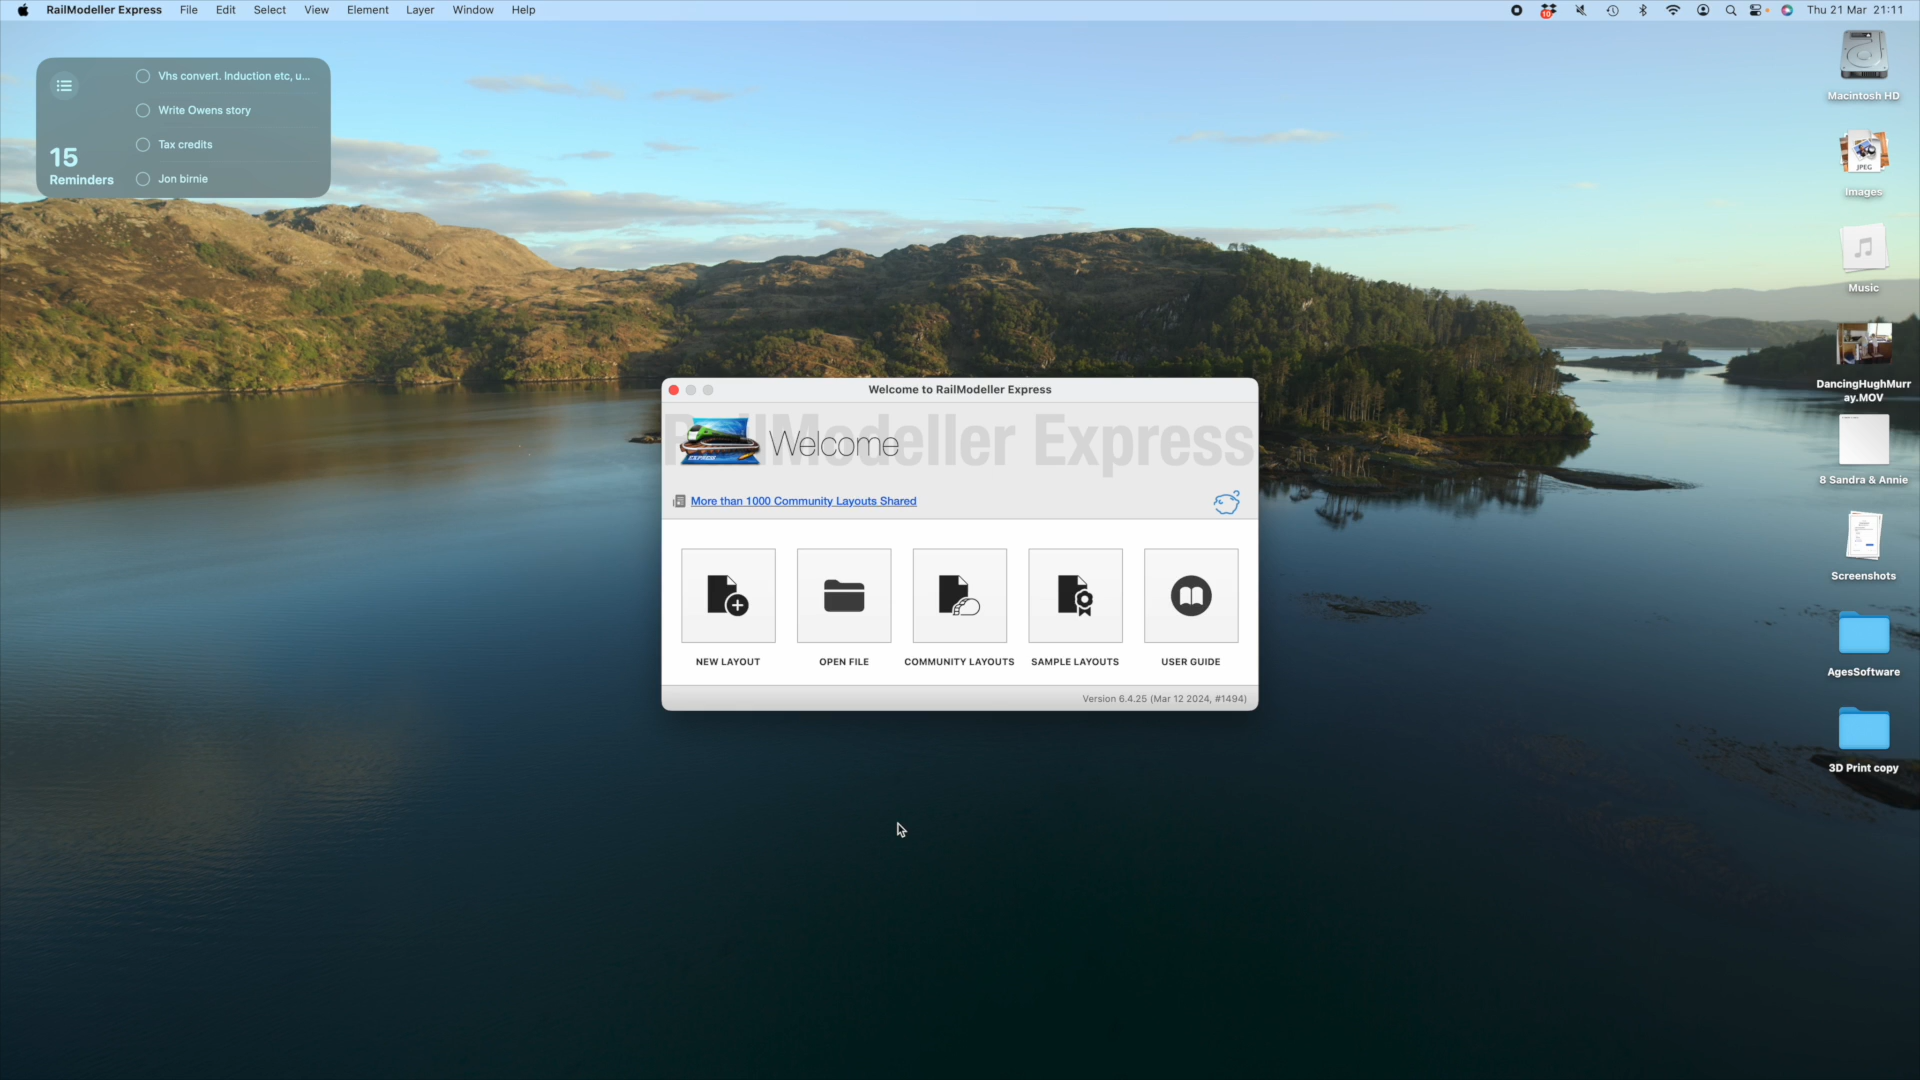 RailModeller Express File Edit Select View Element Layer Window Help
10
Thu 21 Mar 21:11
Vhs convert. Induction etc, u...
Write Owens story
Tax credits
Jon birnie
15
Reminders
Macintosh HD
JPEG
Images
Music
DancingHughMurr
ay.MOV
8 Sandra & Annie
Screenshots
AgesSoftware
3D Print copy
Welcome to RailModeller Express
RailModeller Express
EXPRESS
Welcome
More than 1000 Community Layouts Shared
NEW LAYOUT
OPEN FILE
COMMUNITY LAYOUTS
SAMPLE LAYOUTS
USER GUIDE
Version 6.4.25 (Mar 12 2024, #1494)